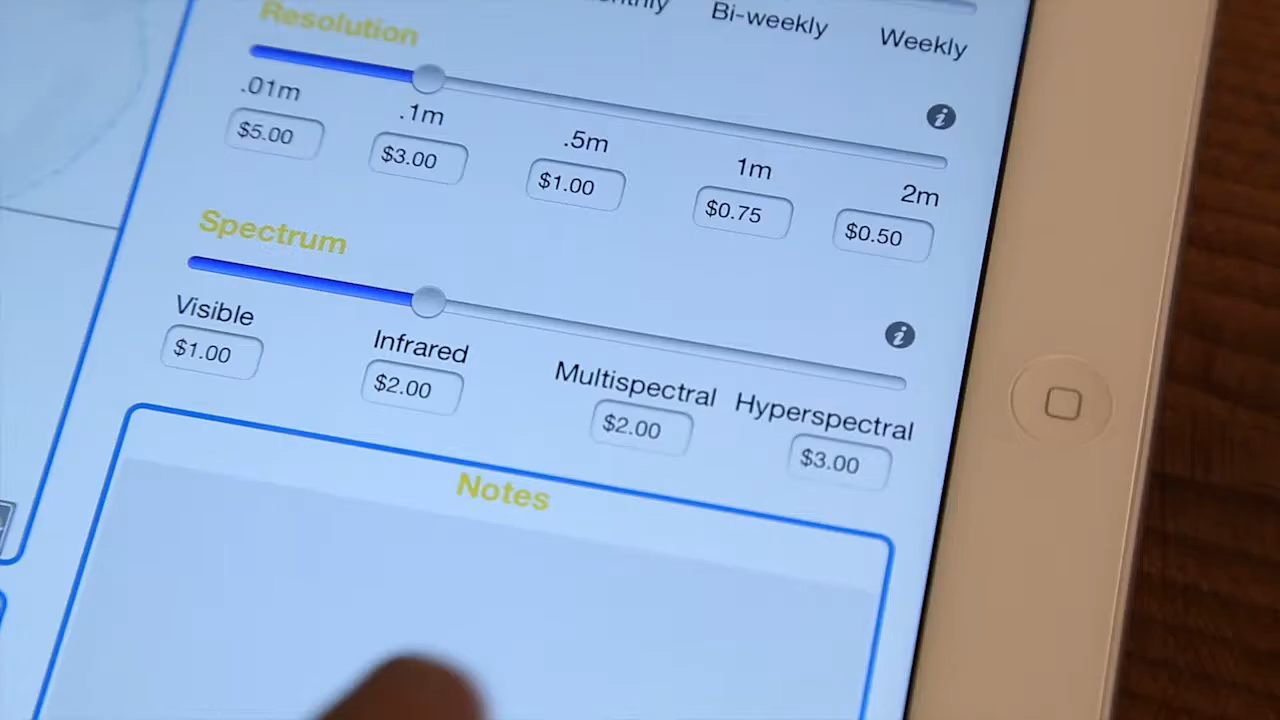 Bi-weekly Weekly
Resolution
.01m .1m .5m 1m 2m
$5.00 $3.00 $1.00 $0.75 $0.50
Spectrum
Visible Infrared Multispectral Hyperspectral
$1.00 $2.00 $2.00 $3.00
Notes